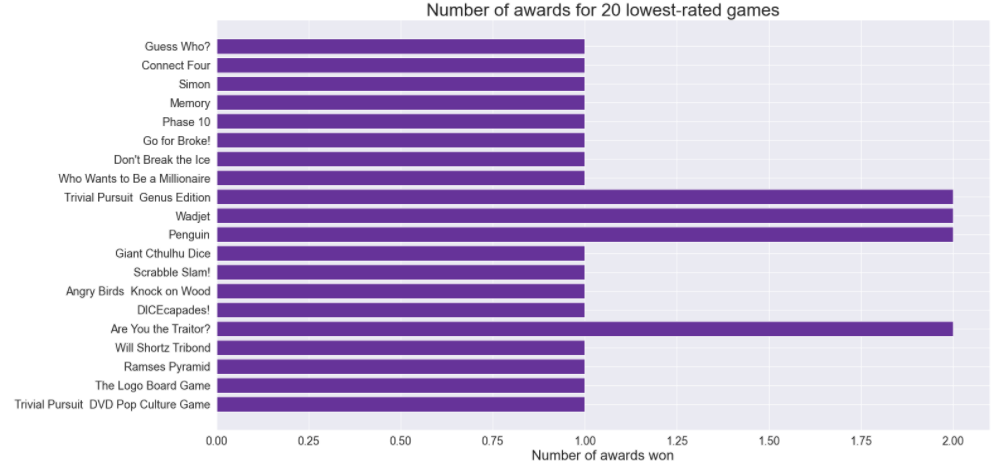 Number of awards for 20 lowest-rated games
Guess Who?
Connect Four
Simon
Memory
Phase 10
Go for Broke!
Don't Break the Ice
Who Wants to Be a Millionaire
Trivial Pursuit  Genus Edition
Wadjet
Penguin
Giant Cthulhu Dice
Scrabble Slam!
Angry Birds  Knock on Wood
DICEcapades!
Are You the Traitor?
Will Shortz Tribond
Ramses Pyramid
The Logo Board Game
Trivial Pursuit  DVD Pop Culture Game
0.00 0.25 0.50 0.75 1.00 1.25 1.50 1.75 2.00
Number of awards won